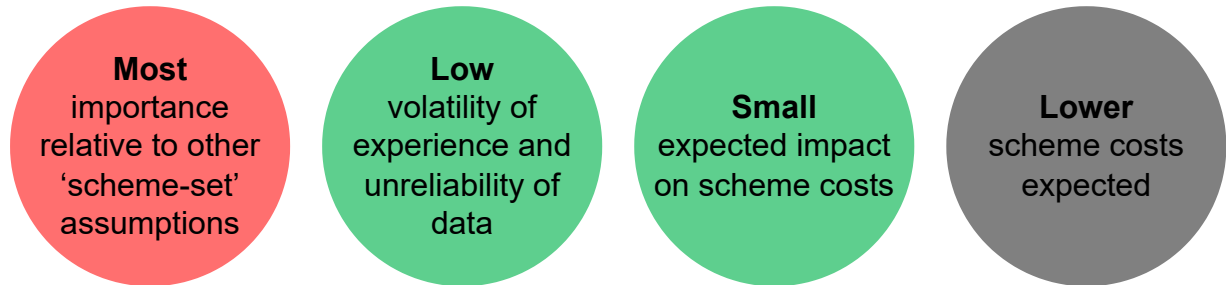 Most
importance
relative to other
‘scheme-set’
assumptions
Low
volatility of
experience and
unreliability of
data
Small
expected impact
on scheme costs
Lower
scheme costs
expected